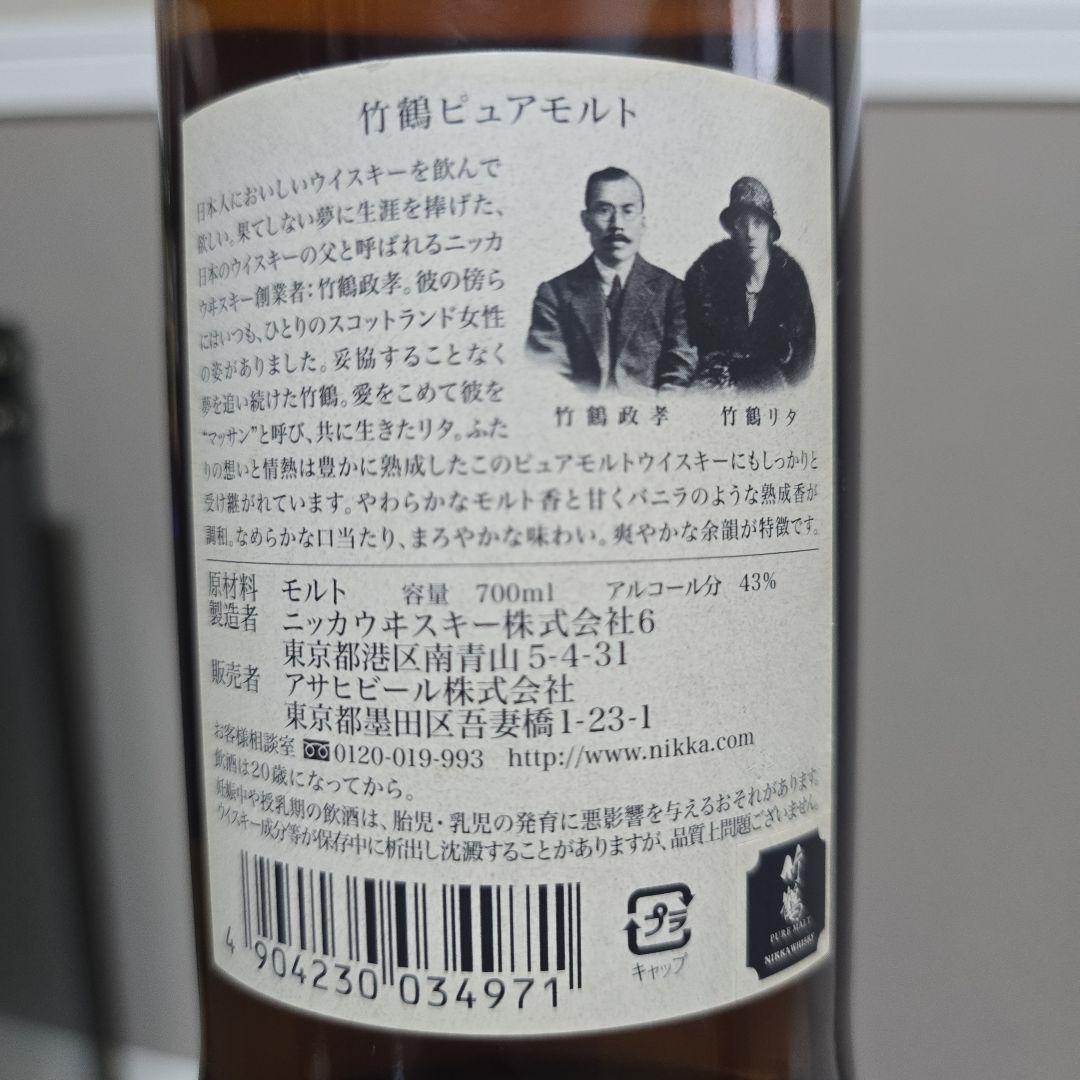 竹鶴ピュアモルト
日本人においしいウイスキーを飲んで
欲しい。果てしない夢に生涯を捧げた、
日本のウイスキーの父と呼ばれるニッカ
ウヰスキー創業者:竹鶴政孝。彼の傍ら
にはいつも、ひとりのスコットランド女性
の姿がありました。妥協することなく
夢を追い続けた竹鶴。愛をこめて彼を
“マッサン”と呼び、共に生きたリタ。ふた
りの想いと情熱は豊かに熟成したこのピュアモルトウイスキーにもしっかりと
受け継がれています。やわらかなモルト香と甘くバニラのような熟成香が
調和。なめらかな口当たり、まろやかな味わい。爽やかな余韻が特徴です。
竹鶴政孝 竹鶴リタ
原材料 モルト 容量 700ml アルコール分 43%
製造者 ニッカウヰスキー株式会社6
東京都港区南青山5-4-31
販売者 アサヒビール株式会社
東京都墨田区吾妻橋1-23-1
お客様相談室 0120-019-993 http://www.nikka.com
飲酒は20歳になってから。
妊娠中や授乳期の飲酒は、胎児・乳児の発育に悪影響を与えるおそれがあります。
ウイスキー成分等が保存中に析出し沈澱することがありますが、品質上問題ございません。
4 904230 034971
プラ
キャップ
竹鶴
PURE MALT
NIKKA WHISKY